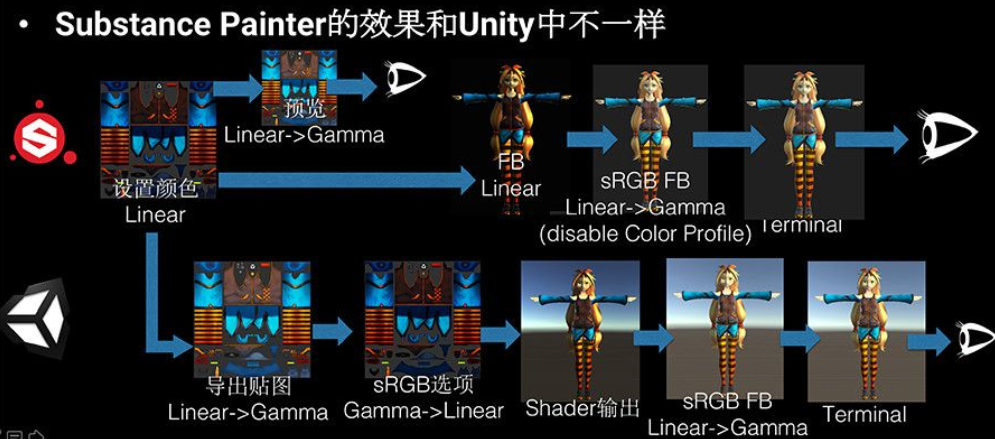 • Substance Painter的效果和Unity中不一样
预览
Linear->Gamma
设置颜色
Linear
FB
Linear
sRGB FB
Linear->Gamma
(disable Color Profile)
Terminal
导出贴图
Linear->Gamma
sRGB选项
Gamma->Linear
Shader输出
sRGB FB
Linear->Gamma
Terminal